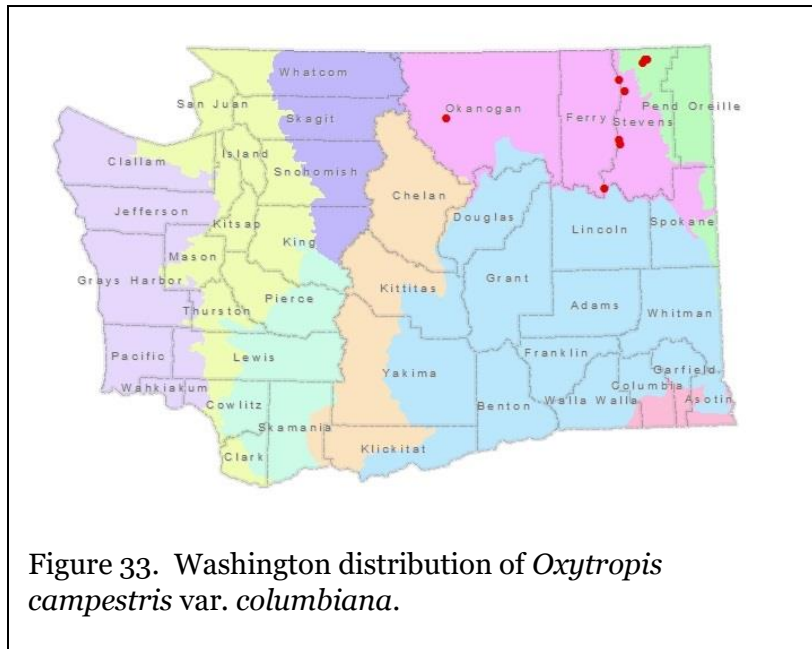 Whatcom
San Juan
Okanogan
Pend Oreille
Skagit
Ferry
Stevens
Island
Clallam
Snohomish
Chelan
Jefferson
Douglas
Kitsap
Spokane
Lincoln
King
Mason
Grays Harbor
Grant
Kittitas
Pierce
Adams
Whitman
Thurston
Pacific
Lewis
Franklin
Garfield
Yakima
Columbia
Wahkiakum
Asotin
Cowlitz
Benton
Walla Walla
Skamania
Klickitat
Clark
Figure 33. Washington distribution of Oxytropis
campestris var. columbiana.